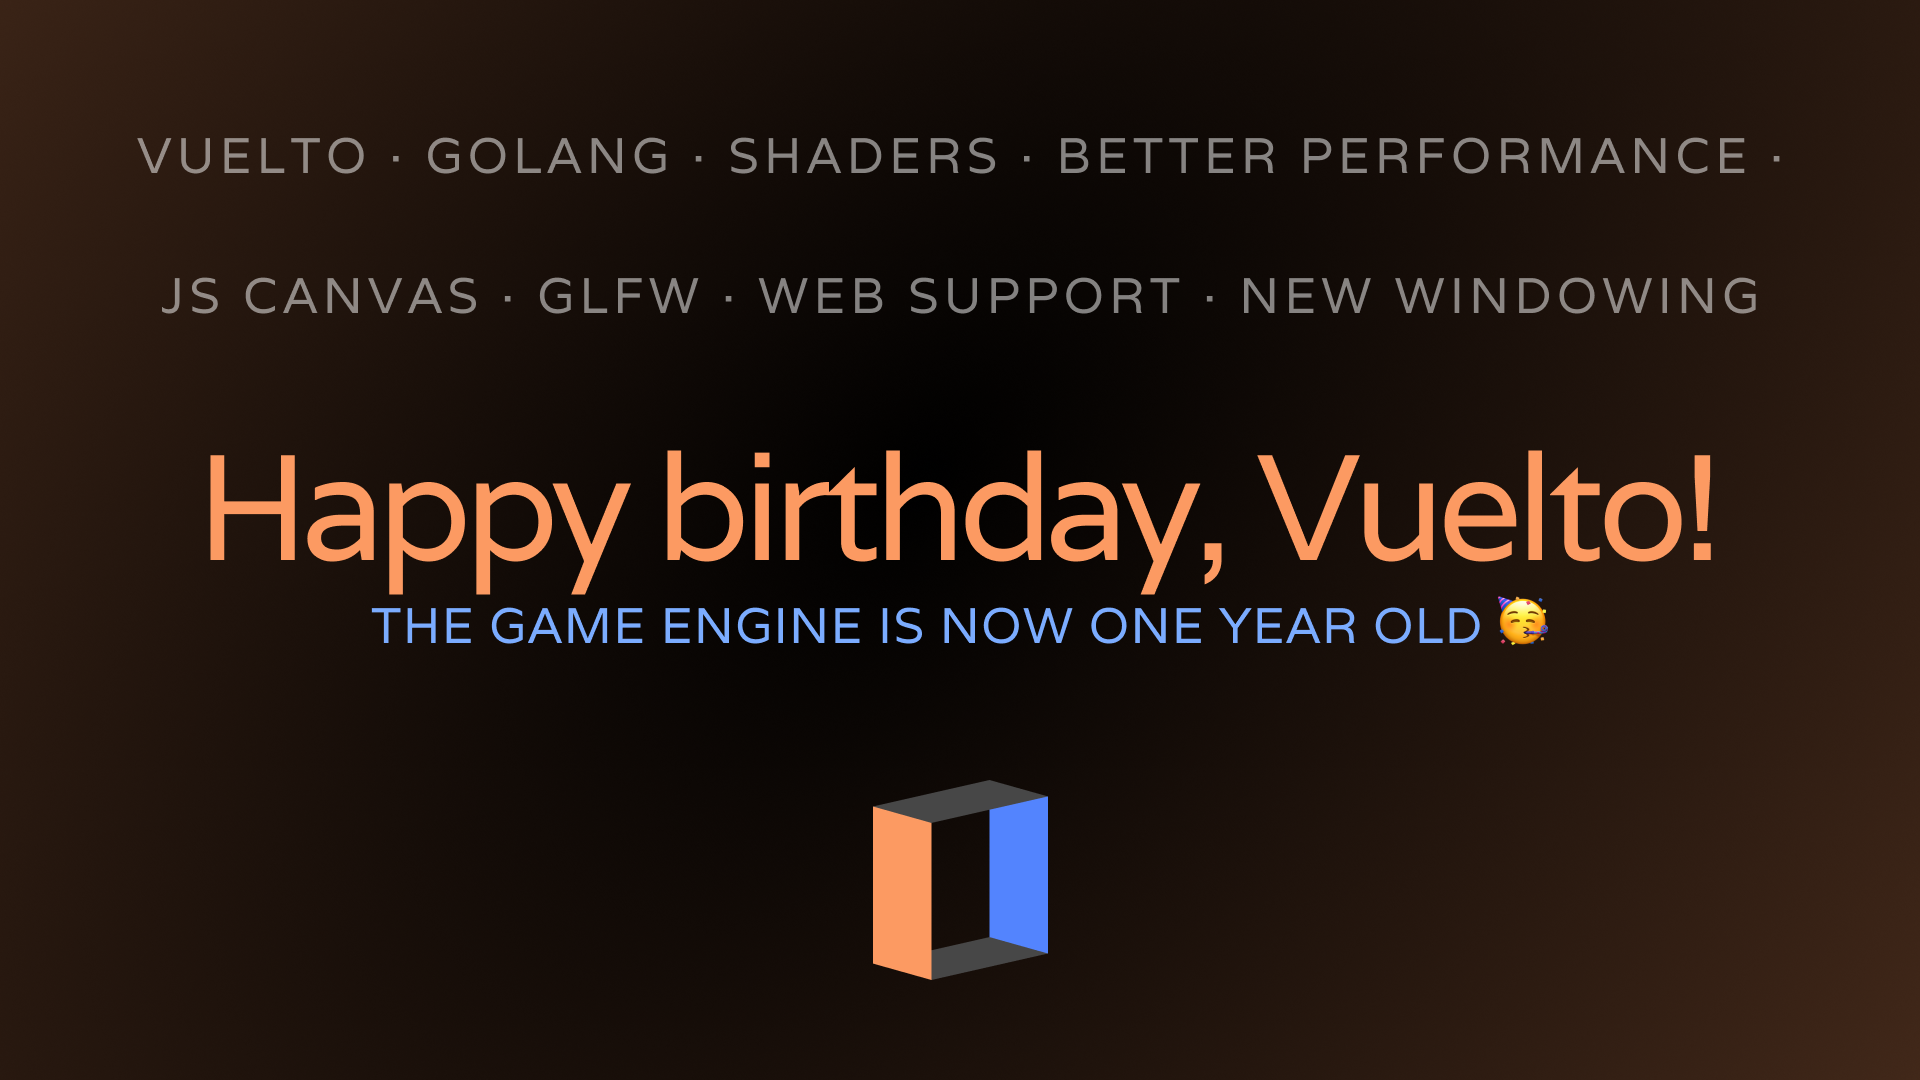 VUELTO · GOLANG · SHADERS · BETTER PERFORMANCE ·
JS CANVAS · GLFW · WEB SUPPORT · NEW WINDOWING
Happy birthday, Vuelto!
THE GAME ENGINE IS NOW ONE YEAR OLD 🥳